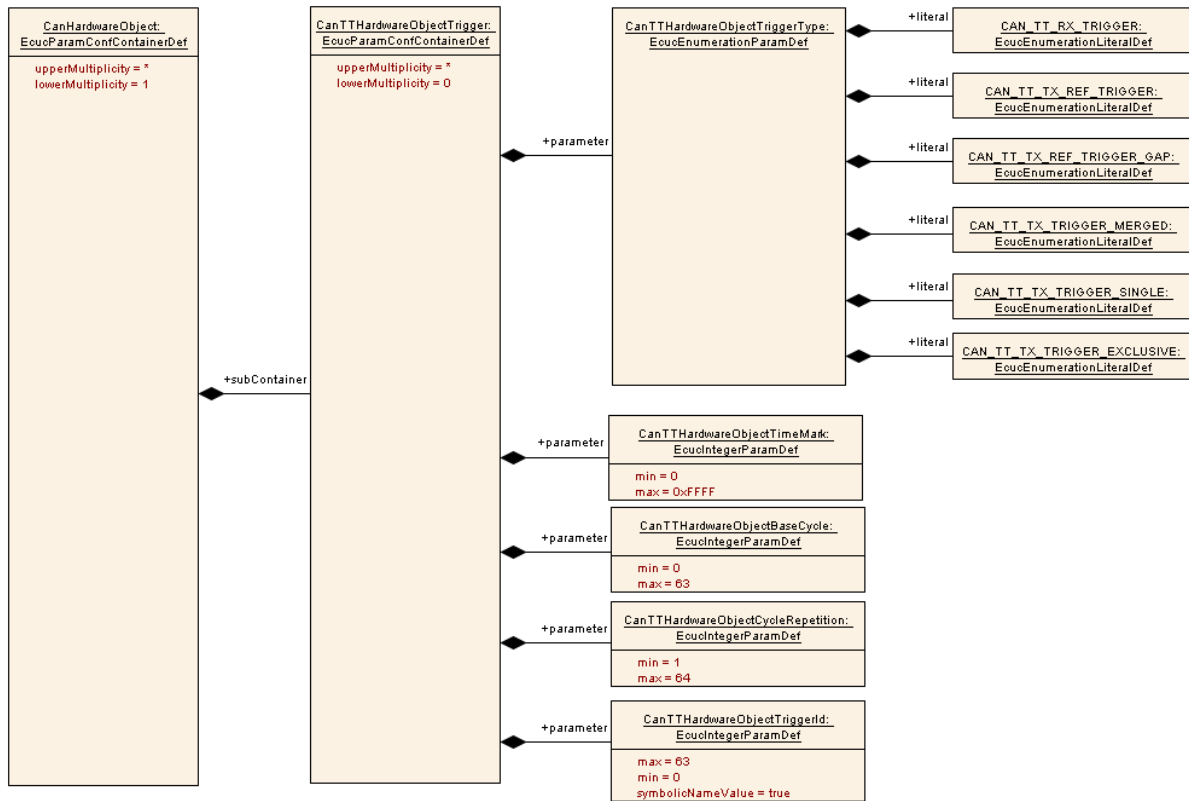 CanHardwareObject:
EcucParamConfContainerDef
upperMultiplicity = *
lowerMultiplicity = 1
+subContainer
CanTTHardwareObjectTrigger:
EcucParamConfContainerDef
upperMultiplicity = *
lowerMultiplicity = 0
+parameter
CanTTHardwareObjectTriggerType:
EcucEnumerationParamDef
+literal
CAN_TT_RX_TRIGGER:
EcucEnumerationLiteralDef
+literal
CAN_TT_TX_REF_TRIGGER:
EcucEnumerationLiteralDef
+literal
CAN_TT_TX_REF_TRIGGER_GAP:
EcucEnumerationLiteralDef
+literal
CAN_TT_TX_TRIGGER_MERGED:
EcucEnumerationLiteralDef
+literal
CAN_TT_TX_TRIGGER_SINGLE:
EcucEnumerationLiteralDef
+literal
CAN_TT_TX_TRIGGER_EXCLUSIVE:
EcucEnumerationLiteralDef
+parameter
CanTTHardwareObjectTimeMark:
EcucIntegerParamDef
min = 0
max = 0xFFFF
+parameter
CanTTHardwareObjectBaseCycle:
EcucIntegerParamDef
min = 0
max = 63
+parameter
CanTTHardwareObjectCycleRepetition:
EcucIntegerParamDef
min = 1
max = 64
+parameter
CanTTHardwareObjectTriggerId:
EcucIntegerParamDef
max = 63
min = 0
symbolicNameValue = true